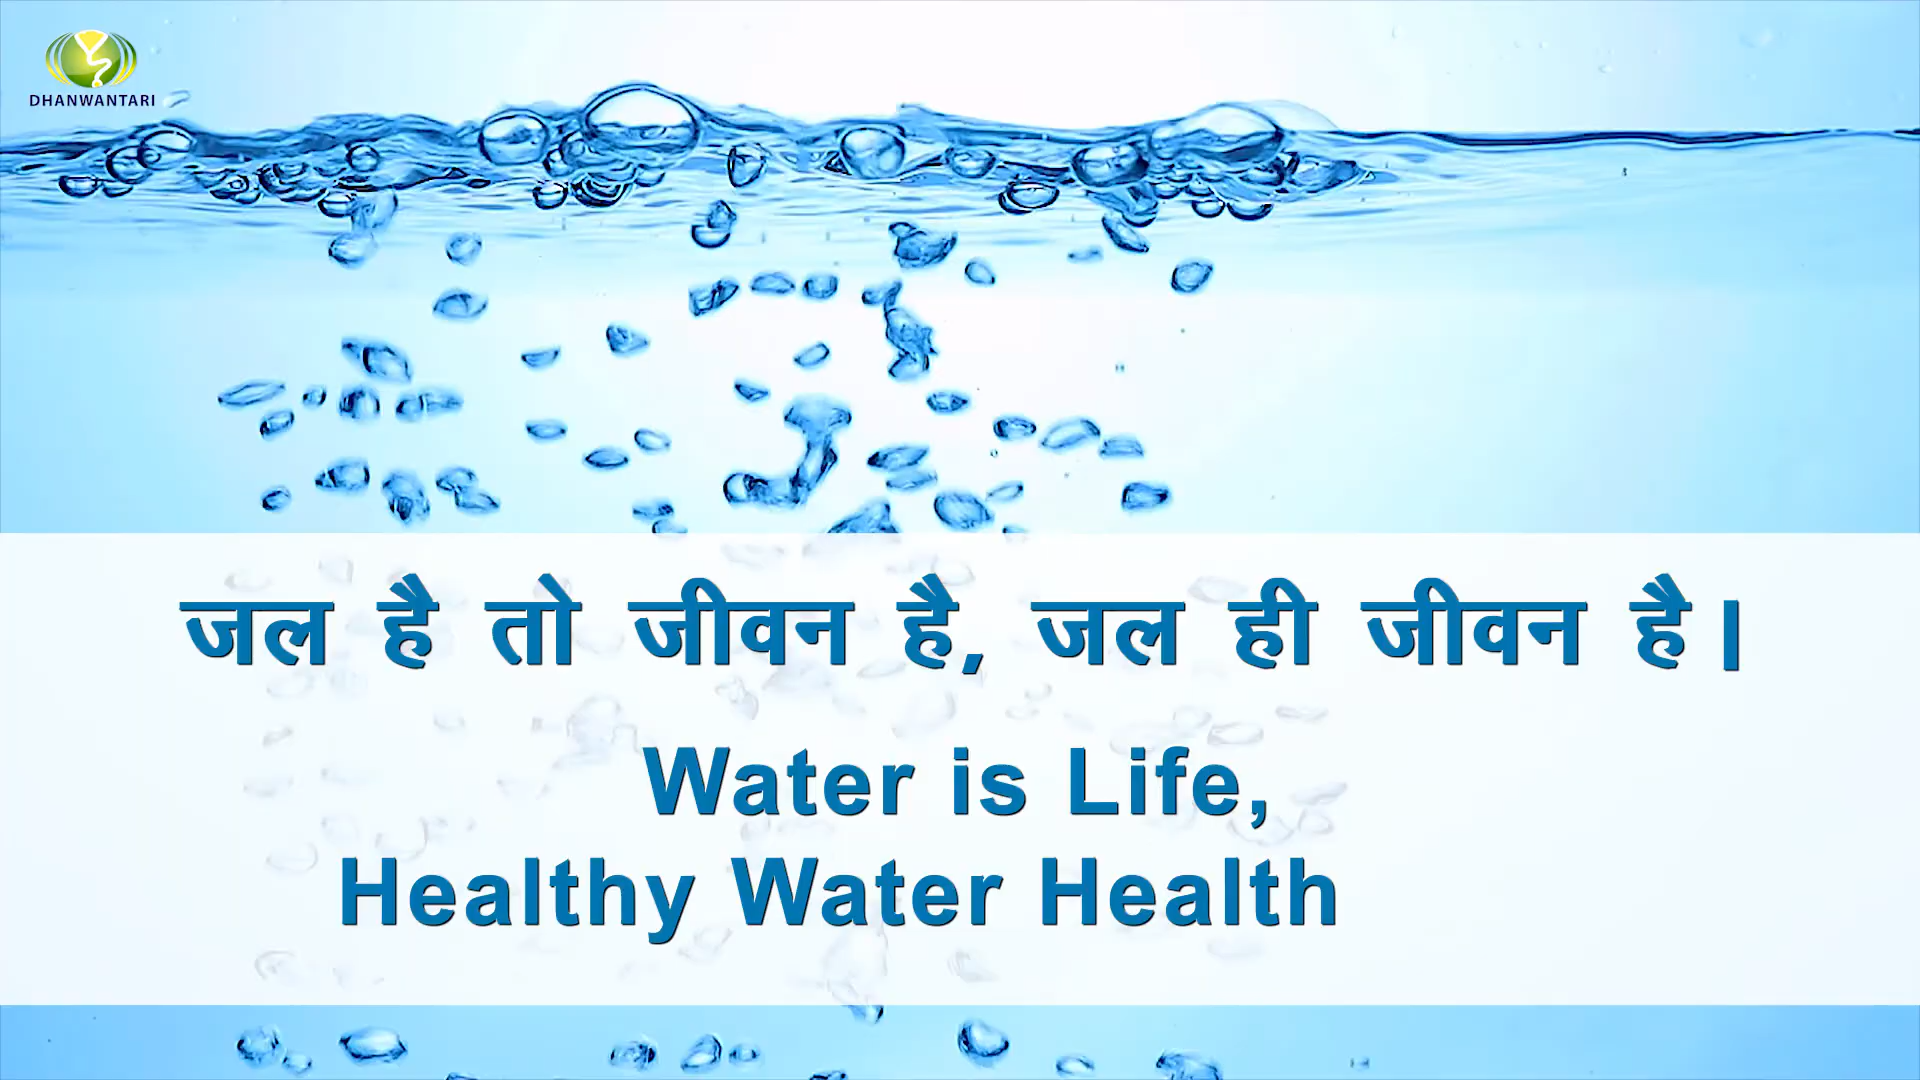 DHANWANTARI
जल है तो जीवन है, जल ही जीवन है।
Water is Life,
Healthy Water Health